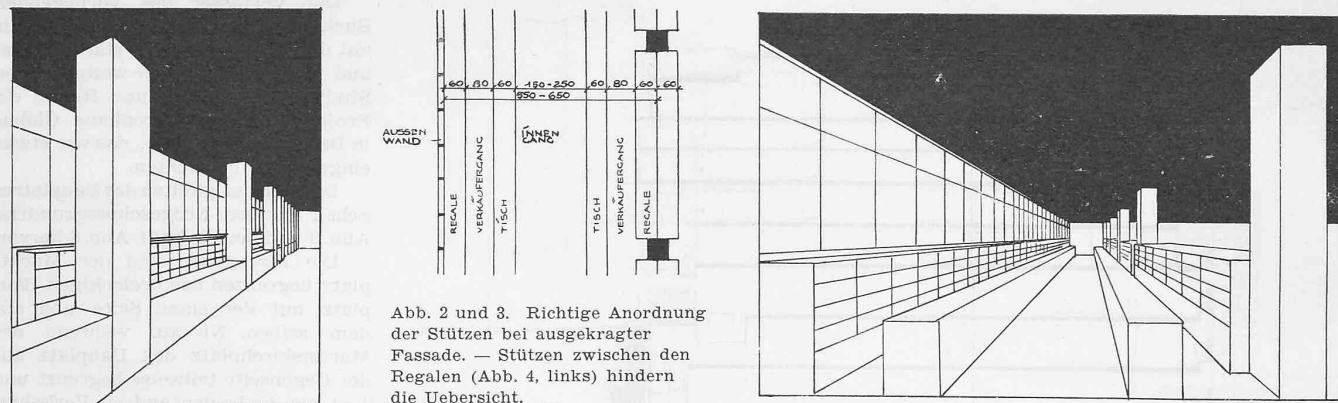 60 80 60 150-250 60 80 60 60
550-650
AUSSEN
WAND
INNEN
GANG
REGALE
VERKÄUFERGANG
TISCH
TISCH
VERKÄUFERGANG
REGALE
Abb. 2 und 3. Richtige Anordnung
der Stützen bei ausgekragter
Fassade. — Stützen zwischen den
Regalen (Abb. 4, links) hindern
die Uebersicht.